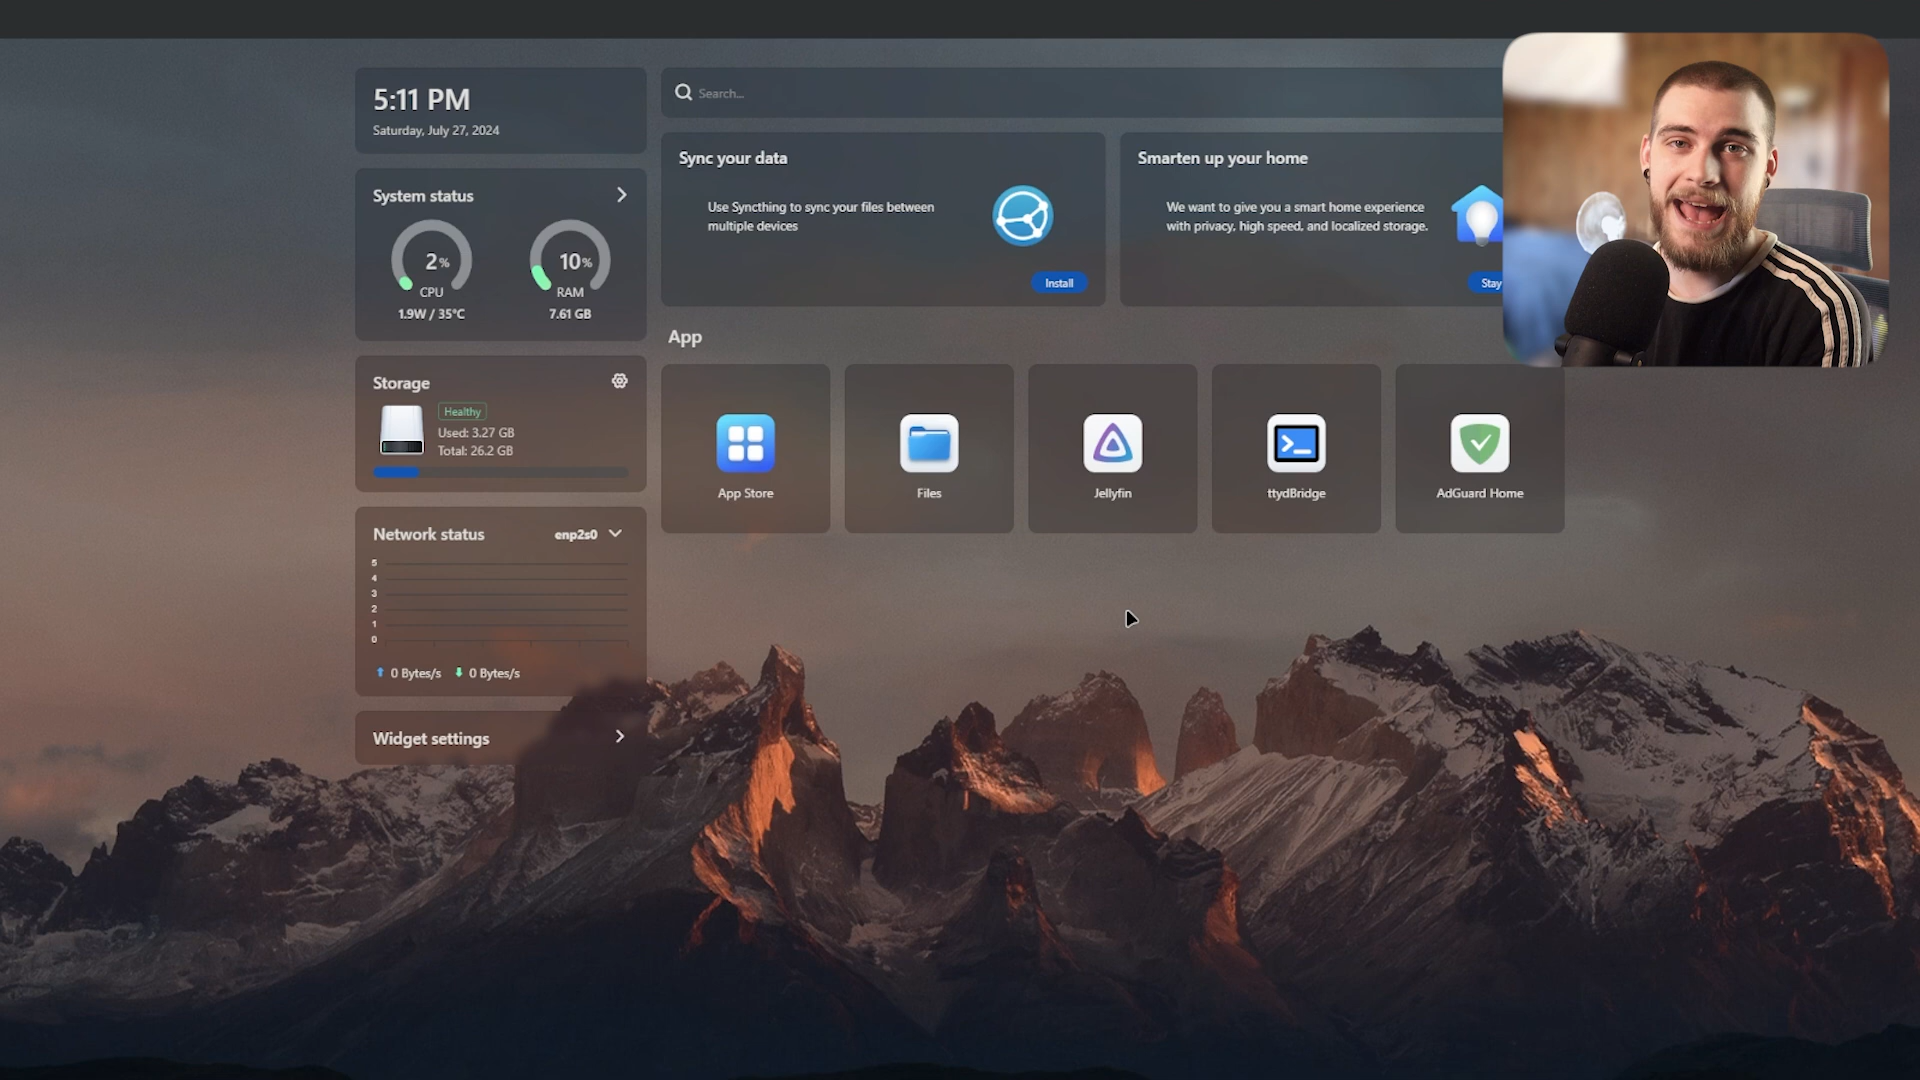 5:11 PM
Saturday, July 27, 2024
System status
2%
CPU
1.9W / 35°C
10%
RAM
7.61 GB
Storage
Healthy
Used: 3.27 GB
Total: 26.2 GB
Network status
enp2s0
5
4
3
2
1
0
0 Bytes/s
0 Bytes/s
Widget settings
Search...
Sync your data
Use Syncthing to sync your files between
multiple devices
Install
Smarten up your home
We want to give you a smart home experience
with privacy, high speed, and localized storage.
Stay
App
App Store
Files
Jellyfin
ttydBridge
AdGuard Home